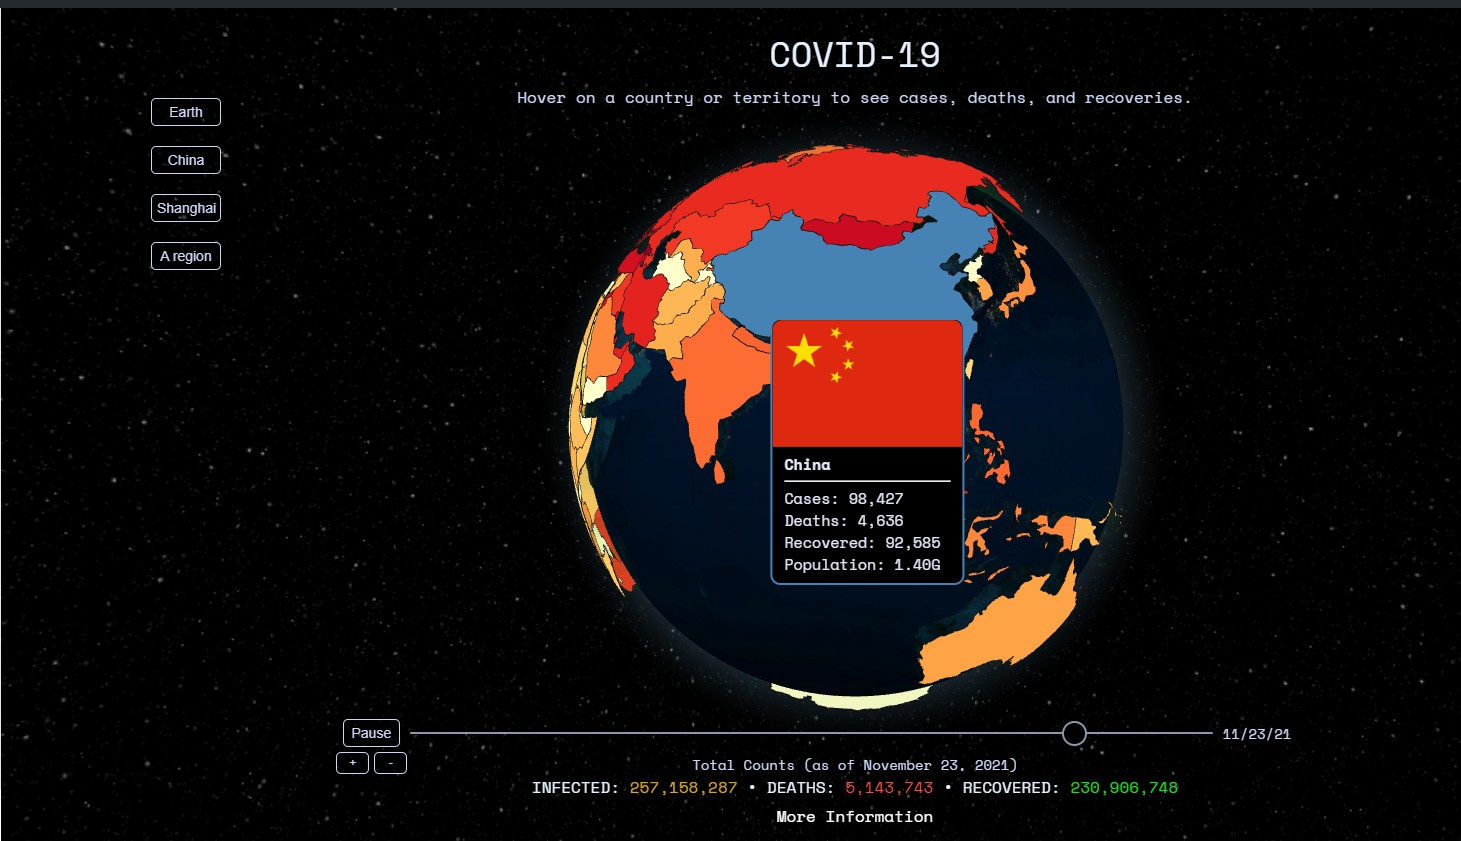 COVID-19
Hover on a country or territory to see cases, deaths, and recoveries.
Earth
China
Shanghai
A region
China
Cases: 98,427
Deaths: 4,636
Recovered: 92,585
Population: 1.40G
Pause
11/23/21
+ -
Total Counts (as of November 23, 2021)
INFECTED: 257,158,287 • DEATHS: 5,143,743 • RECOVERED: 230,906,748
More Information